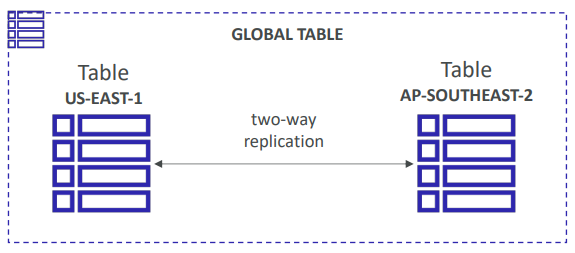 GLOBAL TABLE
Table
US-EAST-1
Table
AP-SOUTHEAST-2
two-way
replication